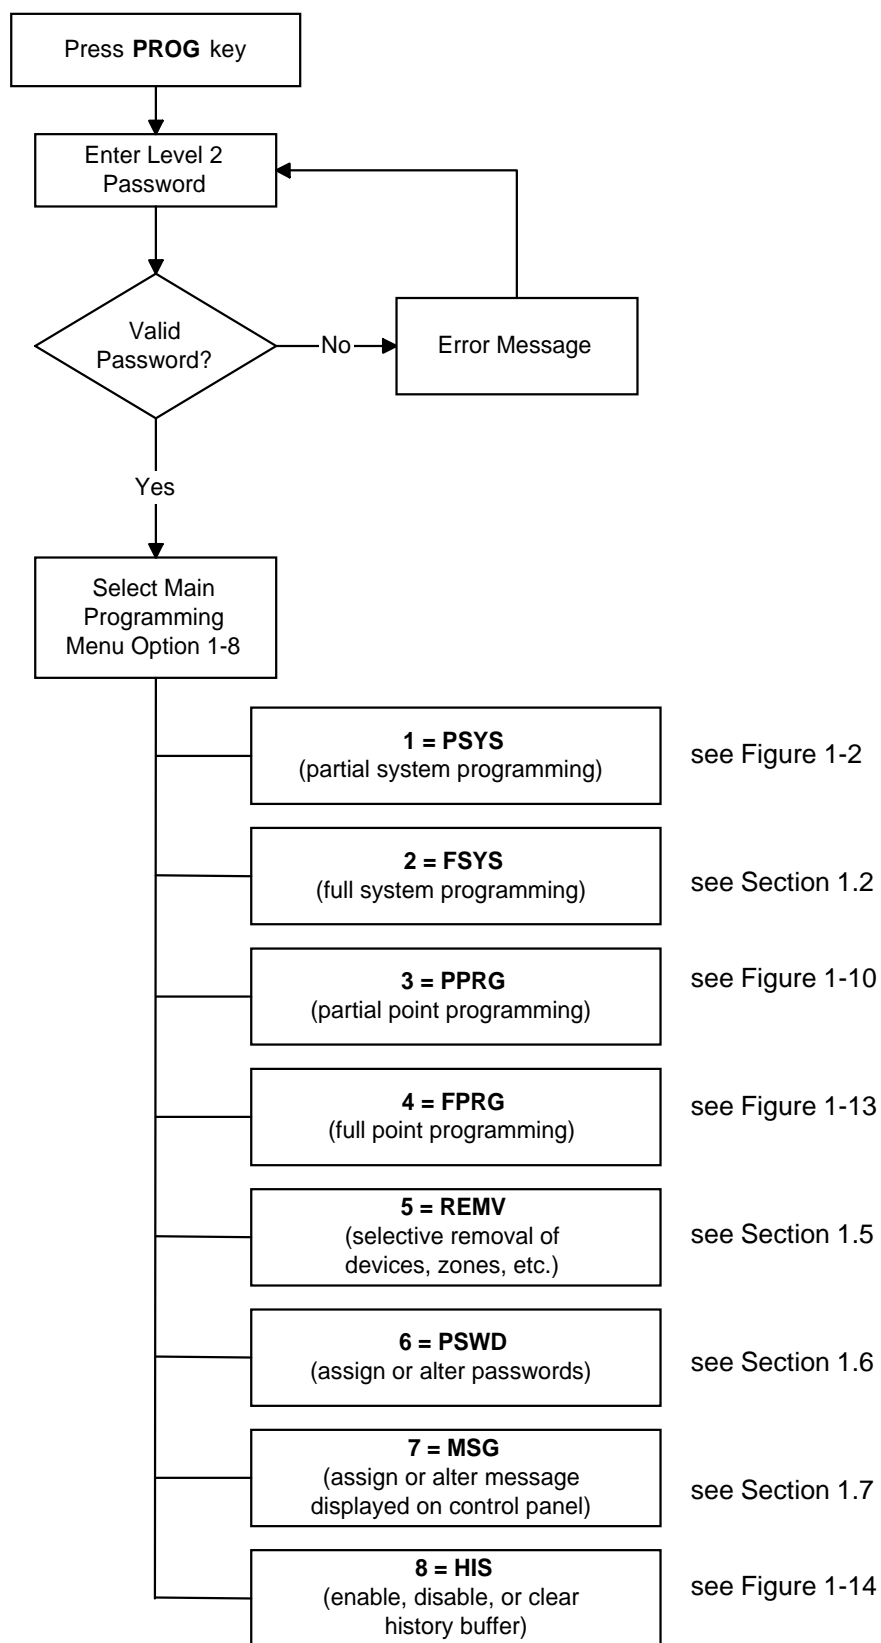 Press PROG key
Enter Level 2
Password
Valid
Password?
No
Error Message
Yes
Select Main
Programming
Menu Option 1-8
1 = PSYS
(partial system programming)
see Figure 1-2
2 = FSYS
(full system programming)
see Section 1.2
3 = PPRG
(partial point programming)
see Figure 1-10
4 = FPRG
(full point programming)
see Figure 1-13
5 = REMV
(selective removal of
devices, zones, etc.)
see Section 1.5
6 = PSWD
(assign or alter passwords)
see Section 1.6
7 = MSG
(assign or alter message
displayed on control panel)
see Section 1.7
8 = HIS
(enable, disable, or clear
history buffer)
see Figure 1-14